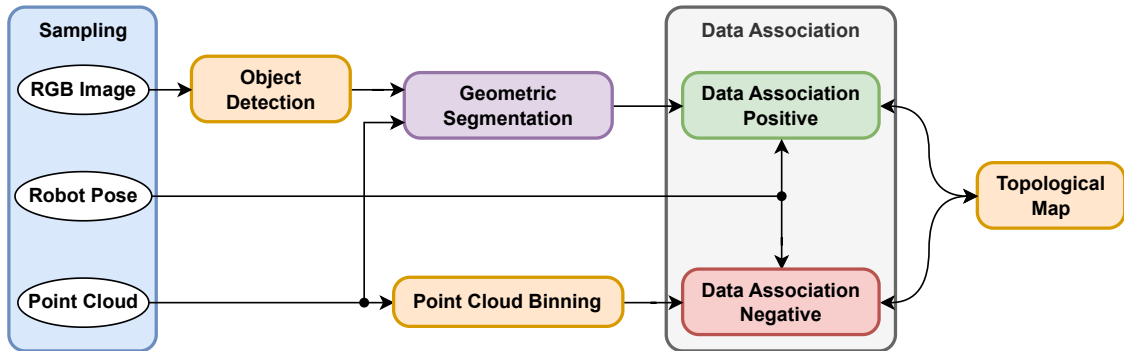 Sampling
Data Association
RGB Image
Object
Detection
Geometric
Segmentation
Data Association
Positive
Robot Pose
Topological
Map
Point Cloud
Point Cloud Binning
Data Association
Negative